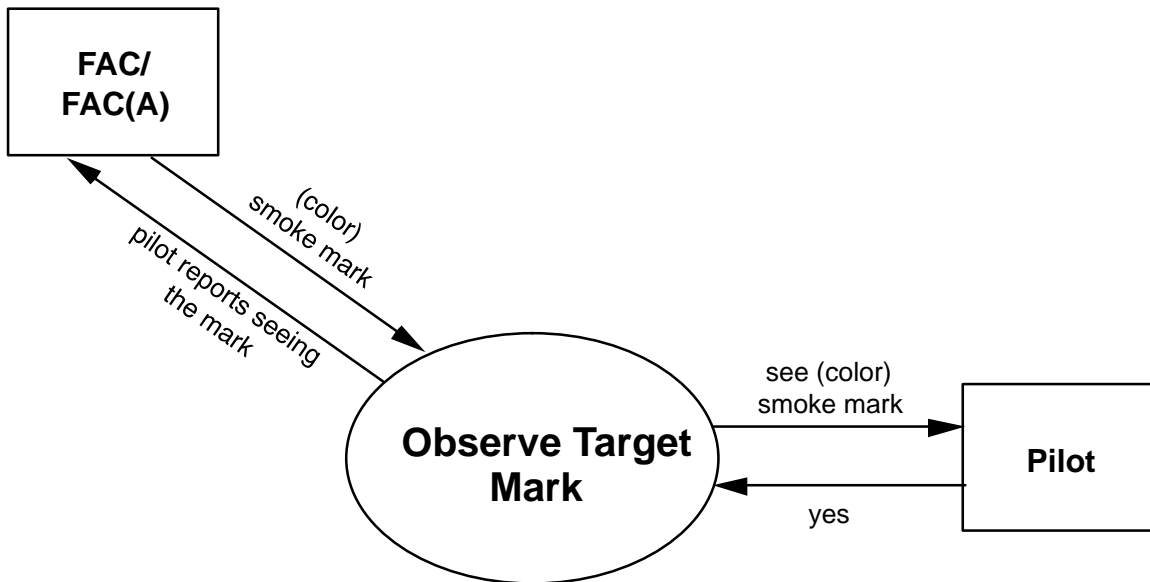 FAC/
FAC(A)
(color)
smoke mark
pilot reports seeing
the mark
Observe Target
Mark
see (color)
smoke mark
Pilot
yes